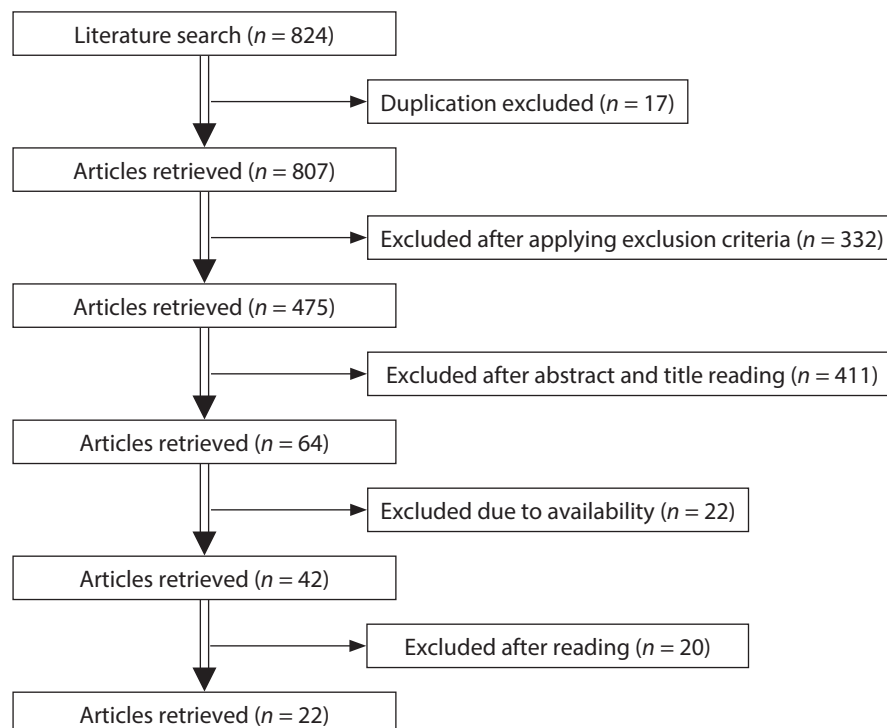 Literature search (n = 824)
Duplication excluded (n = 17)
Articles retrieved (n = 807)
Excluded after applying exclusion criteria (n = 332)
Articles retrieved (n = 475)
Excluded after abstract and title reading (n = 411)
Articles retrieved (n = 64)
Excluded due to availability (n = 22)
Articles retrieved (n = 42)
Excluded after reading (n = 20)
Articles retrieved (n = 22)